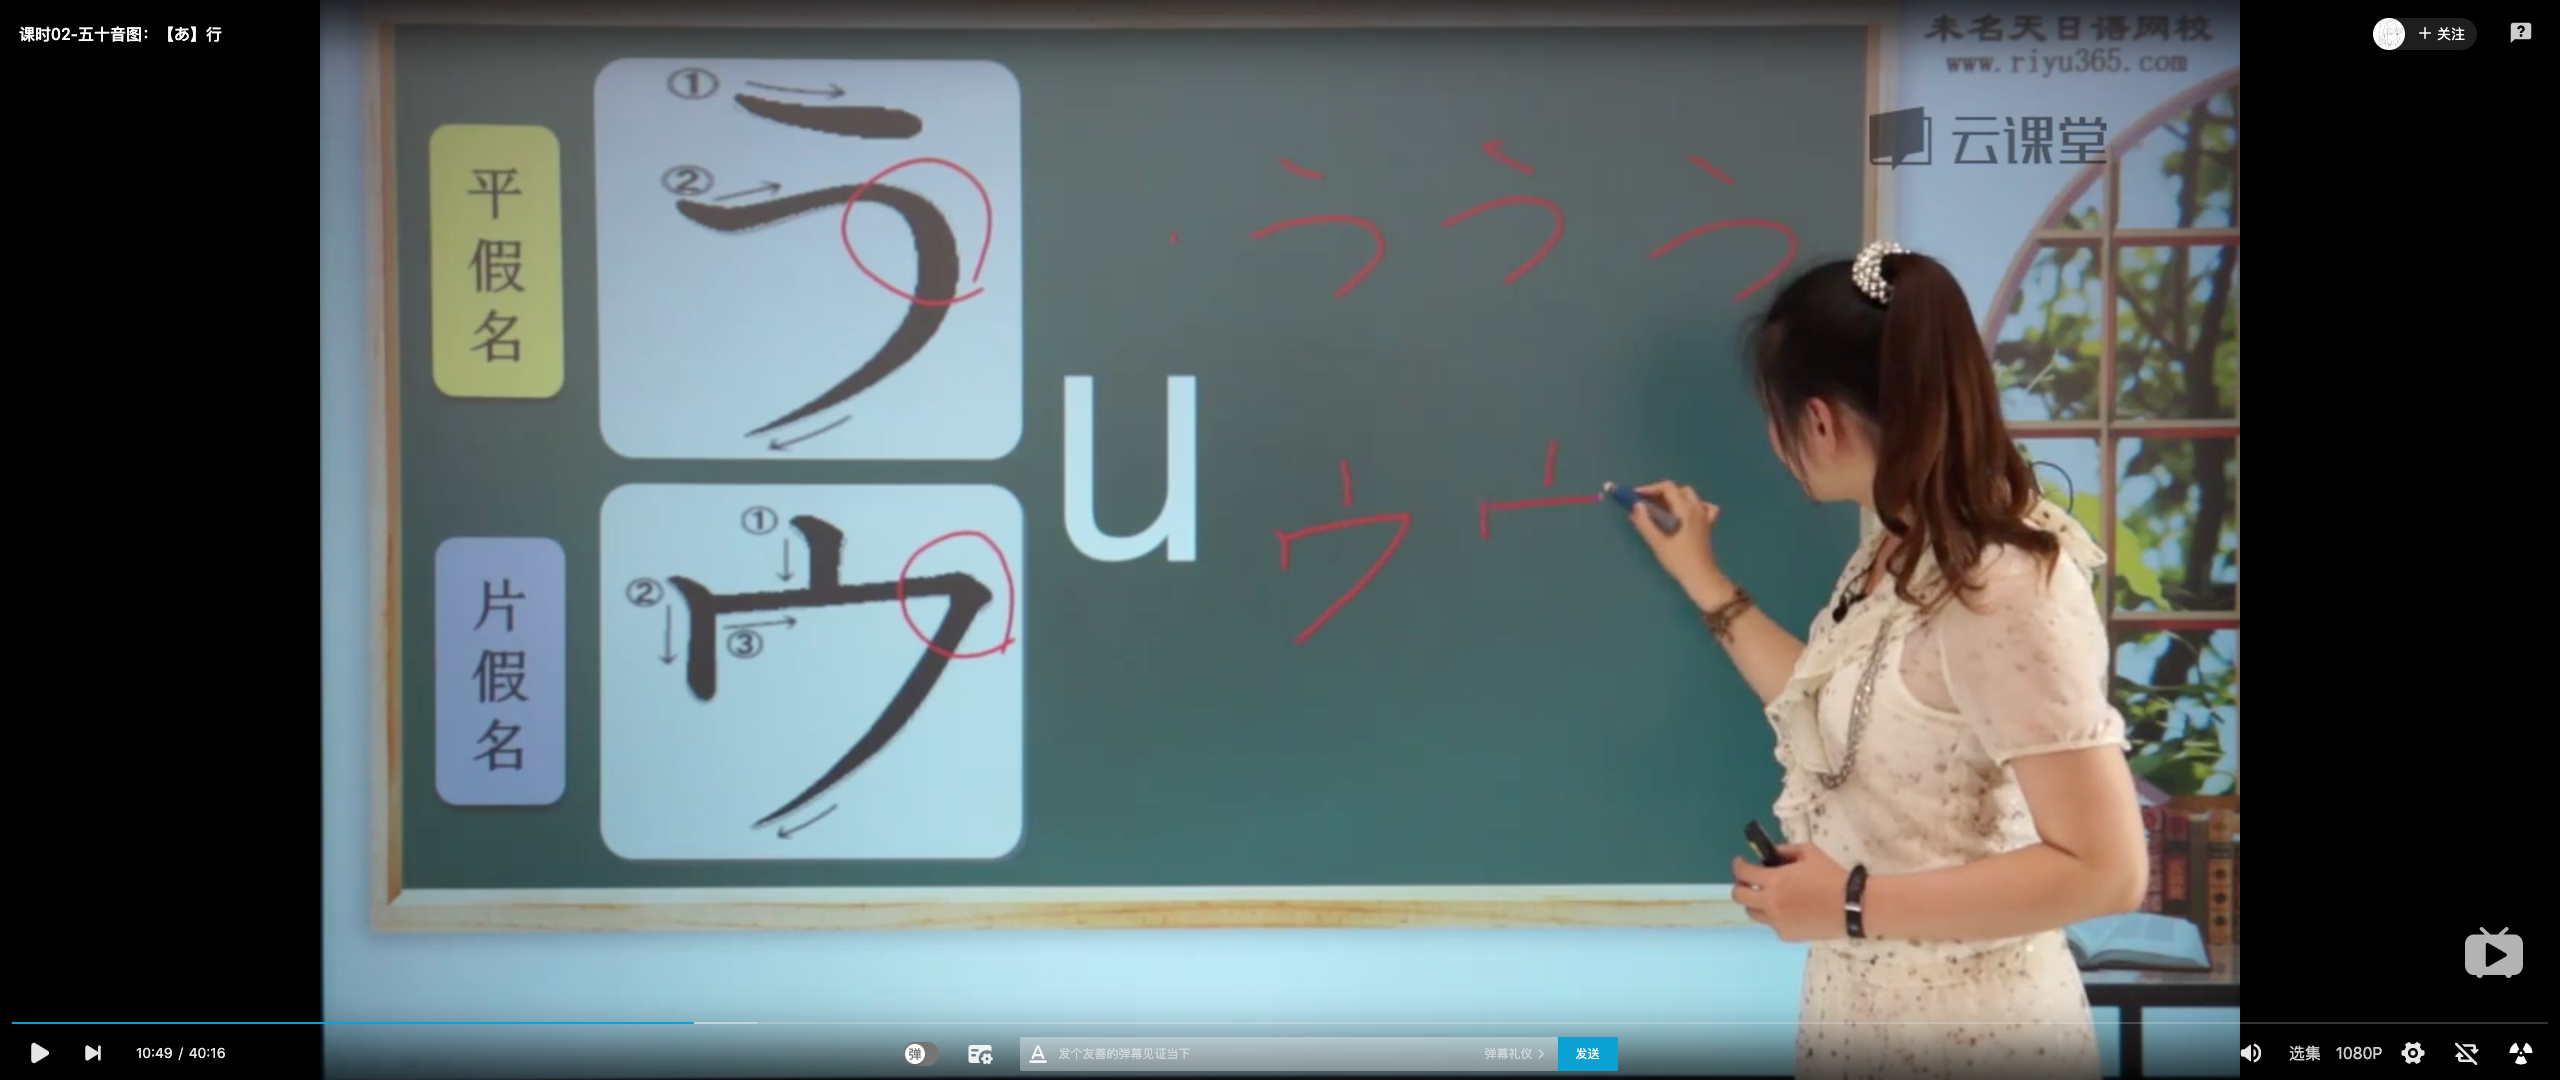 课时02-五十音图：【あ】行
+ 关注
未名天日语网校
www.riyu365.com
云课堂
平假名
① ②
う
u
う う う
片假名
① ② ③
ウ
ウ
10:49 / 40:16
弹
A 发个友善的弹幕见证当下
弹幕礼仪 >
发送
选集
1080P